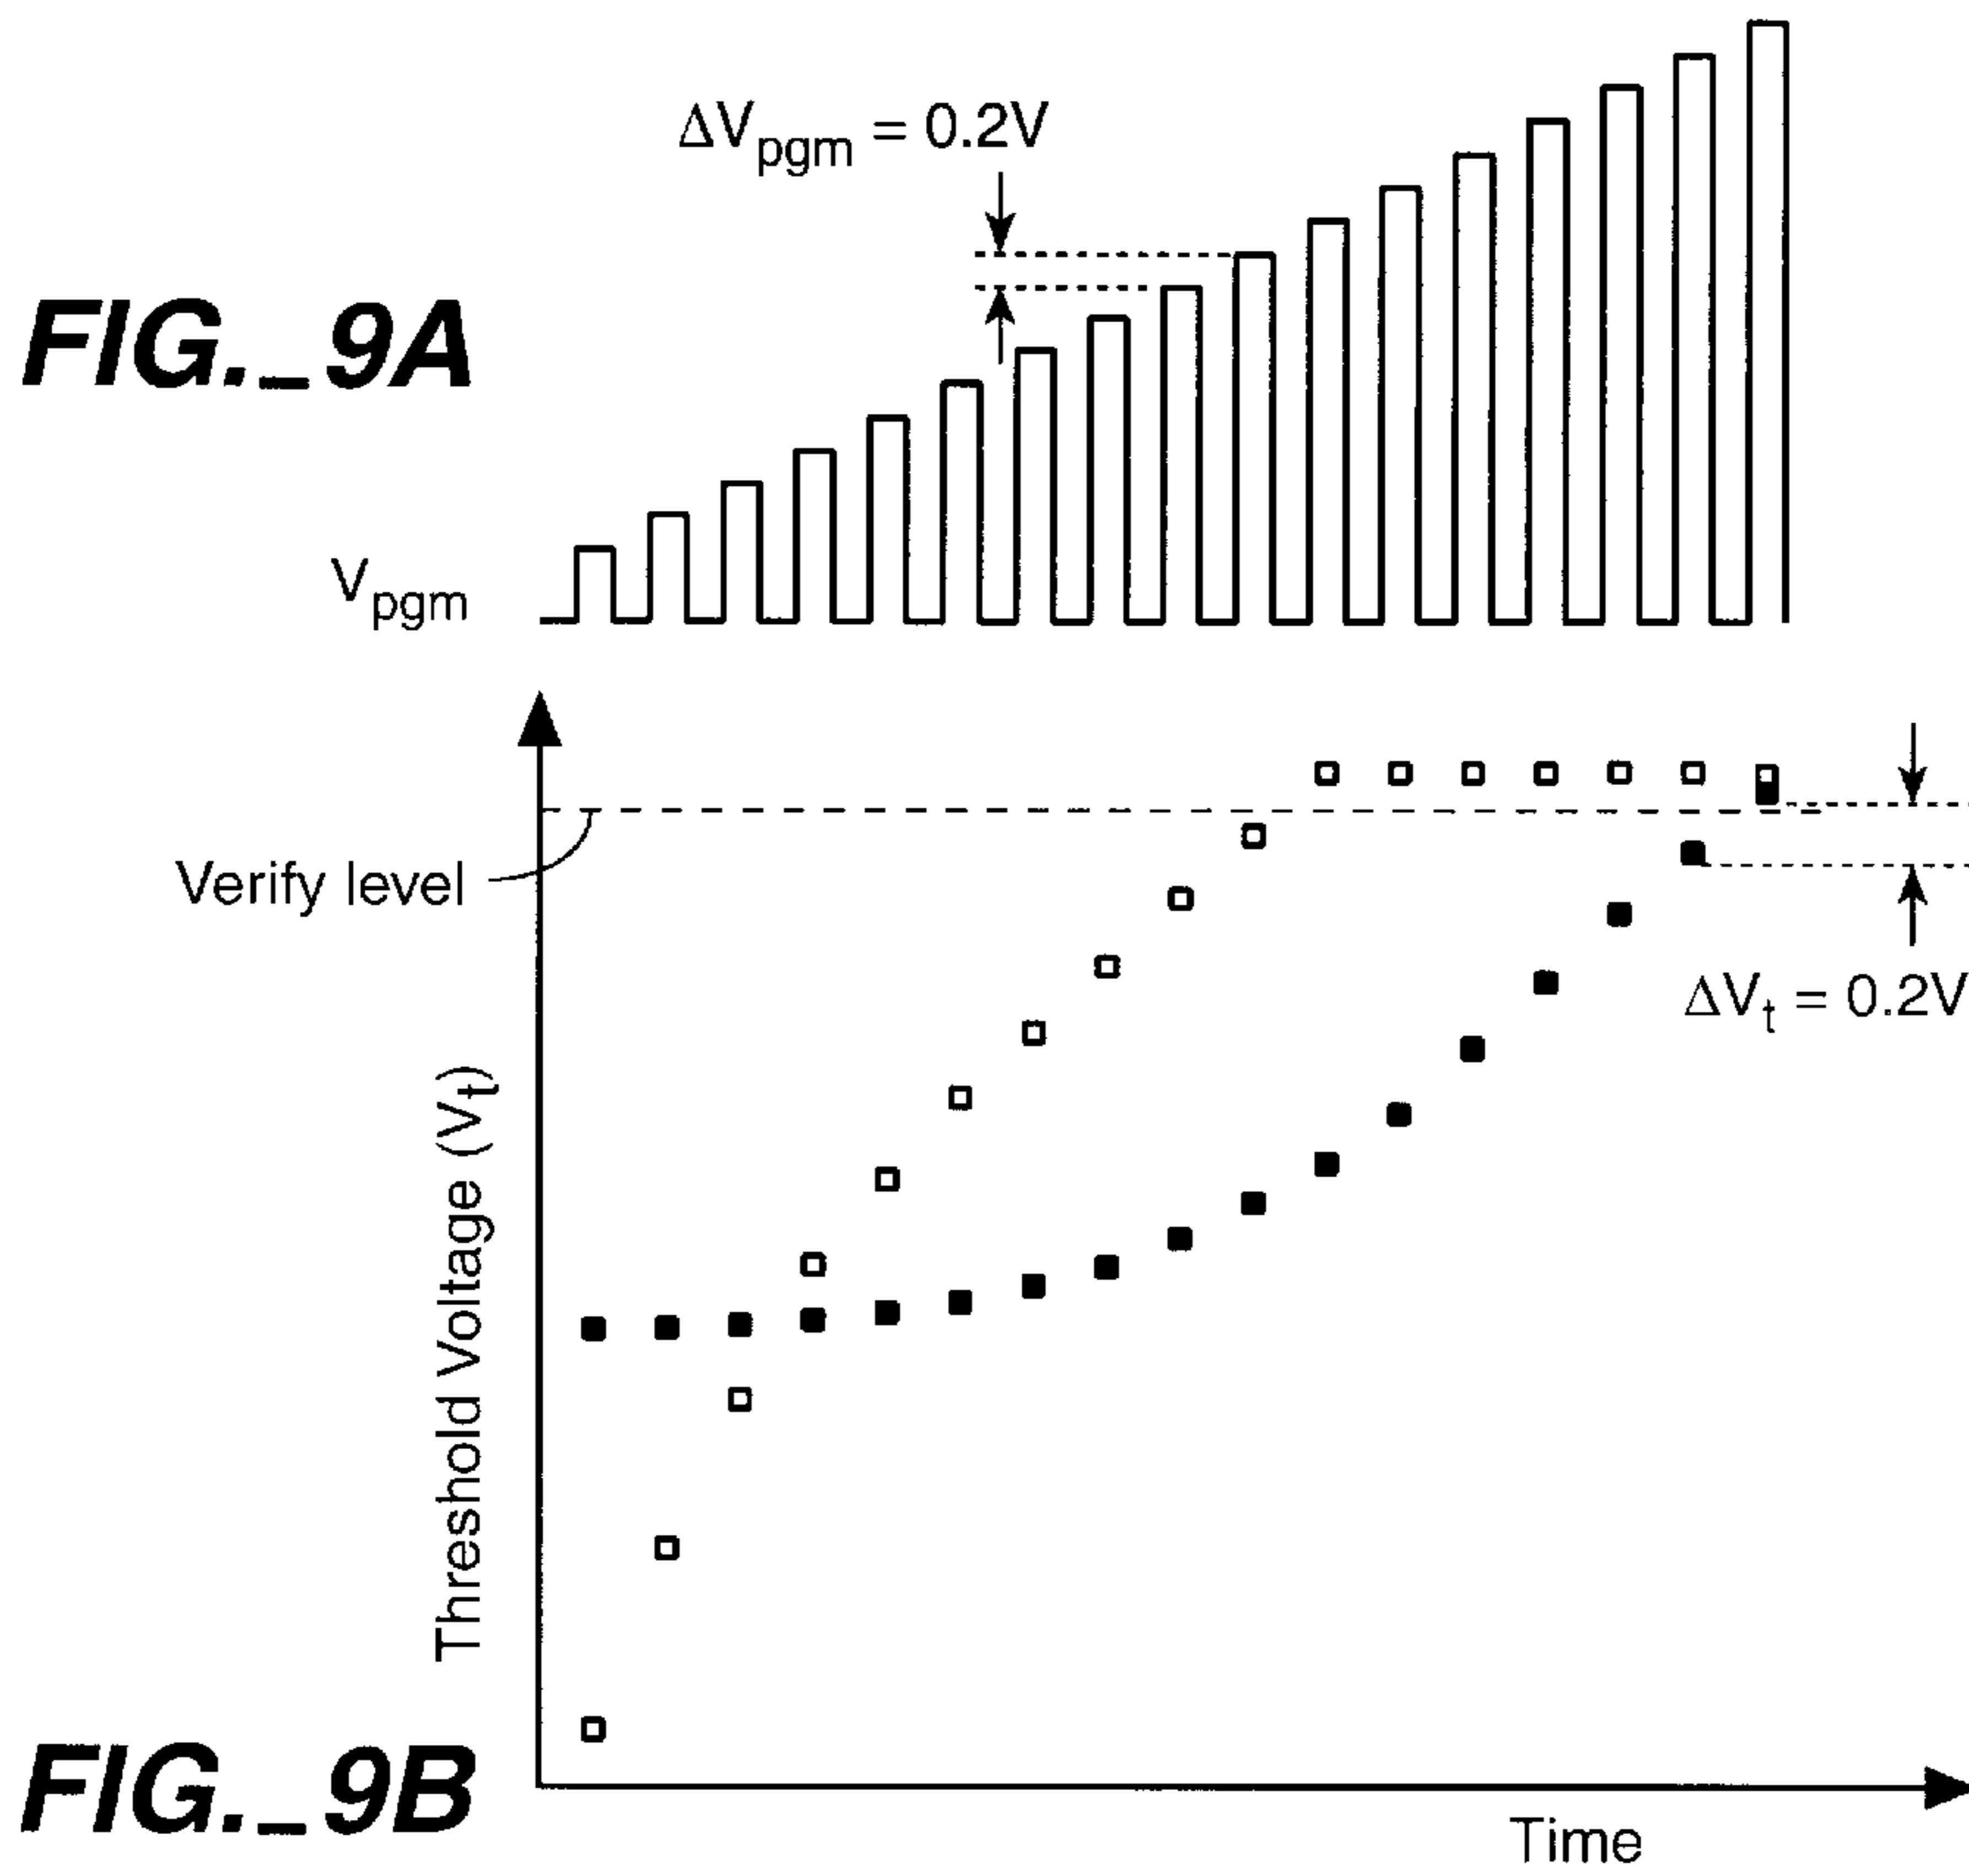 ΔVpgm = 0.2V
FIG._9A
Vpgm
Verify level
ΔVt = 0.2V
Threshold Voltage (Vt)
FIG._9B
Time